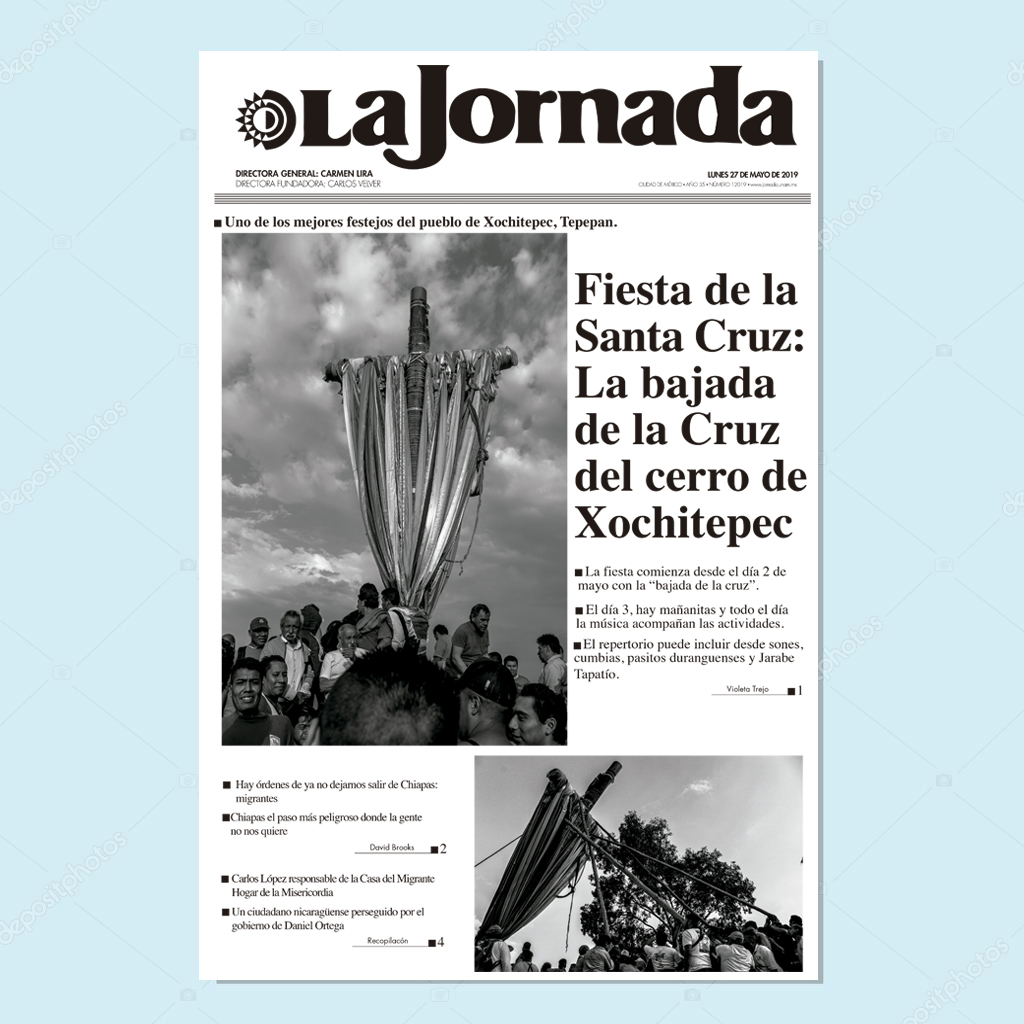 La Jornada
DIRECTORA GENERAL: CARMEN LIRA
DIRECTORA FUNDADORA: CARLOS VELVER
LUNES 27 DE MAYO DE 2019
CIUDAD DE MÉXICO • AÑO 35 • NÚMERO 12019 • www.jornada.unam.mx
Uno de los mejores festejos del pueblo de Xochitepec, Tepepan.
Fiesta de la
Santa Cruz:
La bajada
de la Cruz
del cerro de
Xochitepec
La fiesta comienza desde el día 2 de
mayo con la “bajada de la cruz”.
El día 3, hay mañanitas y todo el día
la música acompañan las actividades.
El repertorio puede incluir desde sones,
cumbias, pasitos duranguenses y Jarabe
Tapatío.
Violeta Trejo ■1
Hay órdenes de ya no dejarnos salir de Chiapas:
migrantes
Chiapas el paso más peligroso donde la gente
no nos quiere
David Brooks ■2
Carlos López responsable de la Casa del Migrante
Hogar de la Misericordia
Un ciudadano nicaragüense perseguido por el
gobierno de Daniel Ortega
Recopilacón ■4
depositphotos